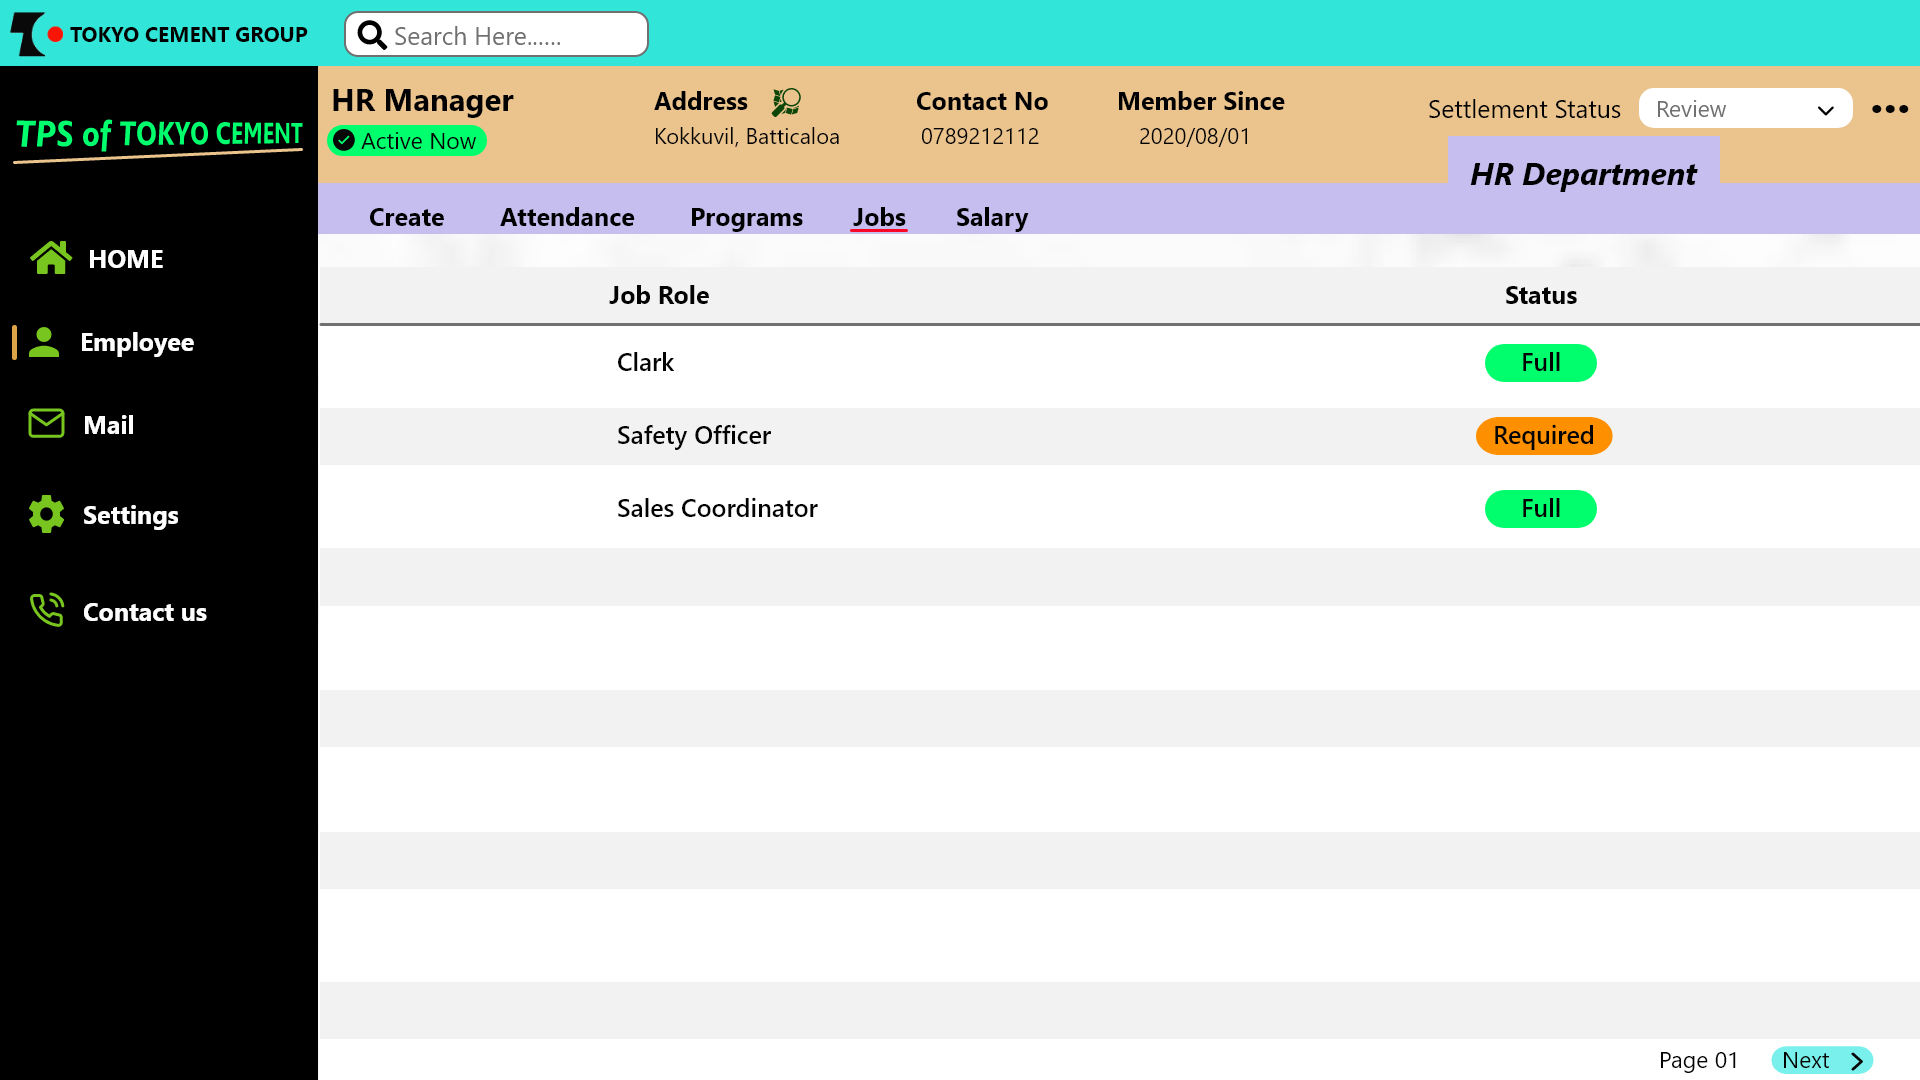 TOKYO CEMENT GROUP
Search Here......
TPS of TOKYO CEMENT
HOME
Employee
Mail
Settings
Contact us
HR Manager
Active Now
Address
Kokkuvil, Batticaloa
Contact No
0789212112
Member Since
2020/08/01
Settlement Status
Review
HR Department
Create Attendance Programs Jobs Salary
Job Role Status
Clark Full
Safety Officer Required
Sales Coordinator Full
Page 01 Next